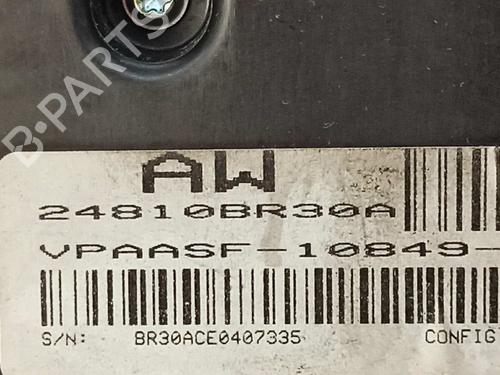 B-PARTS
AW
24810BR30A
VPAASF-10849-
S/N: BR30ACE0407335 CONFIG